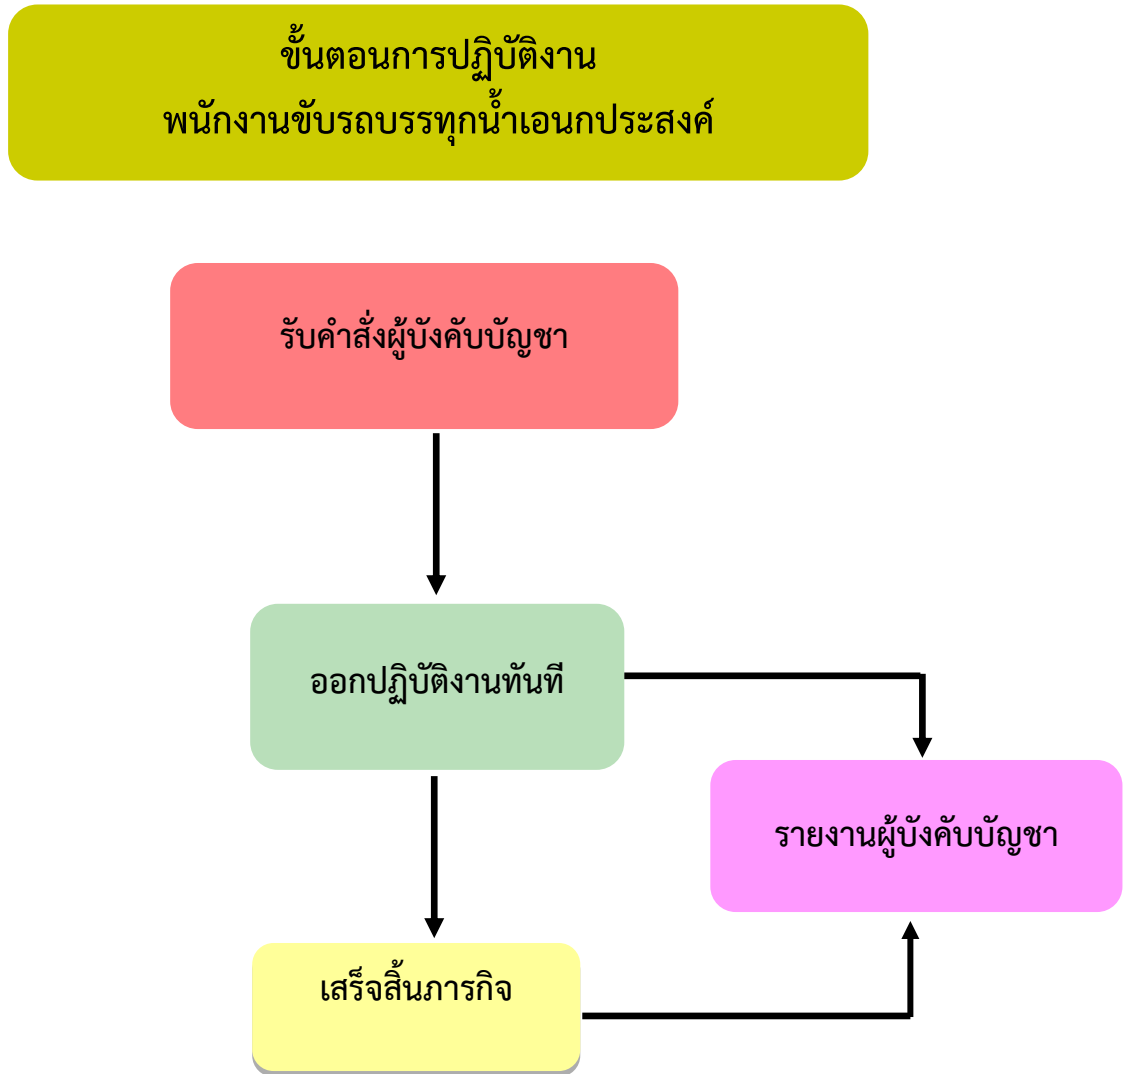 ขั้นตอนการปฏิบัติงาน
พนักงานขับรถบรรทุกน้ำเอนกประสงค์
รับคำสั่งผู้บังคับบัญชา
ออกปฏิบัติงานทันที
รายงานผู้บังคับบัญชา
เสร็จสิ้นภารกิจ